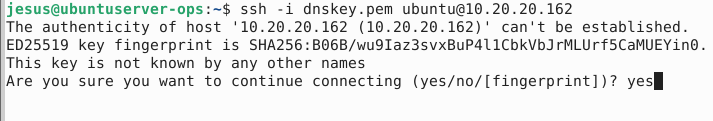 jesus@ubuntuserver-ops:~$ ssh -i dnskey.pem ubuntu@10.20.20.162
The authenticity of host '10.20.20.162 (10.20.20.162)' can't be established.
ED25519 key fingerprint is SHA256:B06B/wu9Iaz3svxBuP4l1CbkVbJrMLUrf5CaMUEYin0.
This key is not known by any other names
Are you sure you want to continue connecting (yes/no/[fingerprint])? yes